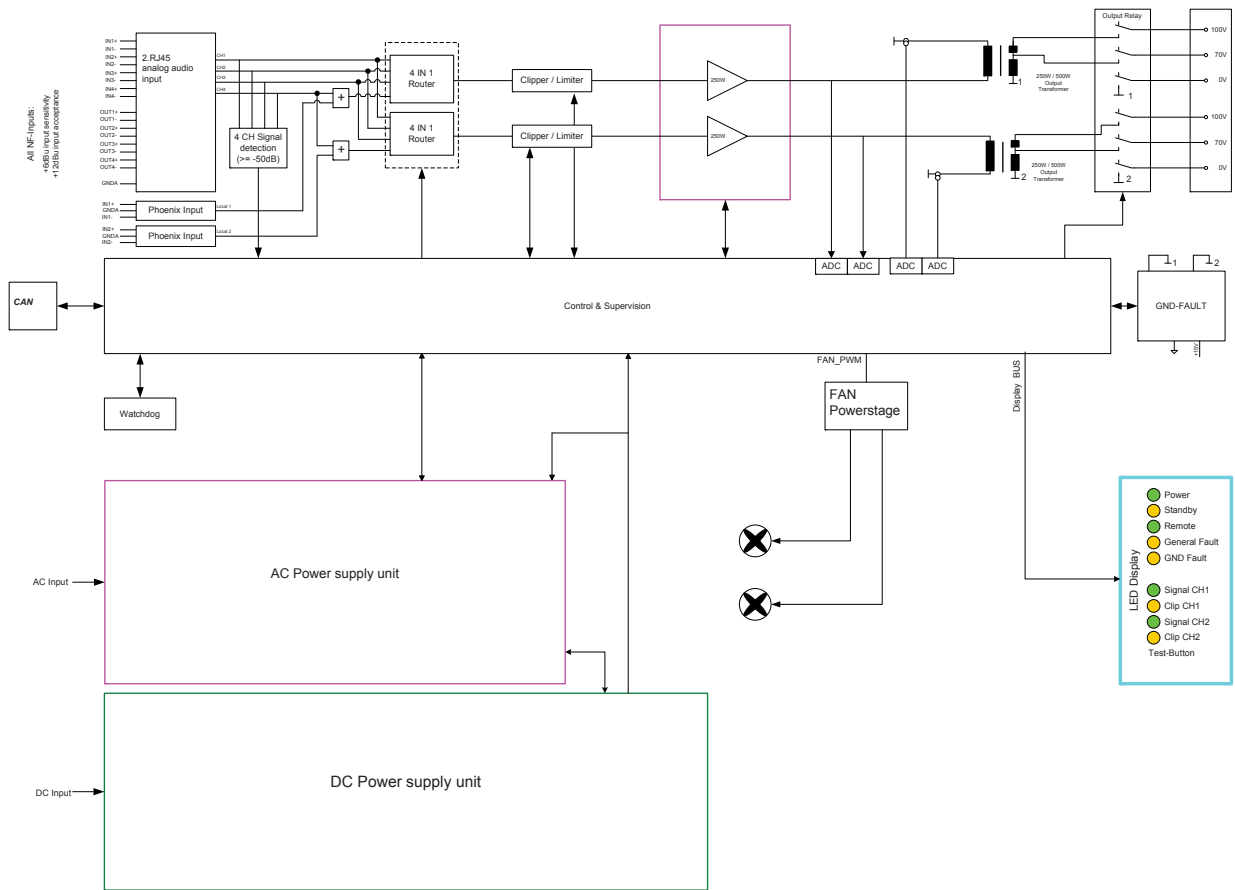 All NF-Inputs:
+6dBu input sensitivity
+12dBu input acceptance
IN1+
IN1-
IN2+
IN2-
IN3+
IN3-
IN4+
IN4-
OUT1+
OUT1-
OUT2+
OUT2-
OUT3+
OUT3-
OUT4+
OUT4-
GNDA
2.RJ45
analog audio
input
CH1
CH2
CH3
CH4
4 CH Signal
detection
(>= -50dB)
IN1+
GNDA
IN1-
Phoenix Input
Local 1
IN2+
GNDA
IN2-
Phoenix Input
Local 2
+
+
4 IN 1
Router
4 IN 1
Router
Clipper / Limiter
Clipper / Limiter
250W
250W
1
250W / 500W
Output
Transformer
2
250W / 500W
Output
Transformer
Output Relay
1
2
100V
70V
0V
100V
70V
0V
ADC
ADC
ADC
ADC
CAN
Control & Supervision
1
2
GND-FAULT
+15V
Watchdog
FAN_PWM
FAN
Powerstage
Display BUS
AC Input
AC Power supply unit
DC Input
DC Power supply unit
LED Display
Power
Standby
Remote
General Fault
GND Fault
Signal CH1
Clip CH1
Signal CH2
Clip CH2
Test-Button